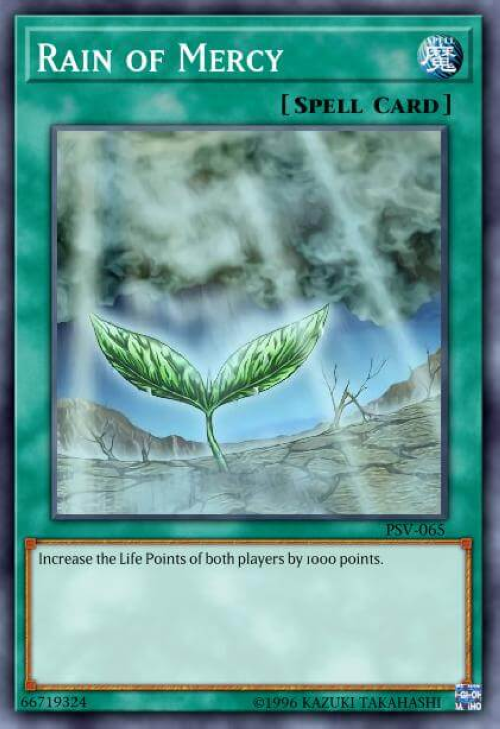 Rain of Mercy
SPELL
魔
[Spell Card]
PSV-065
Increase the Life Points of both players by 1000 points.
66719324
©1996 KAZUKI TAKAHASHI